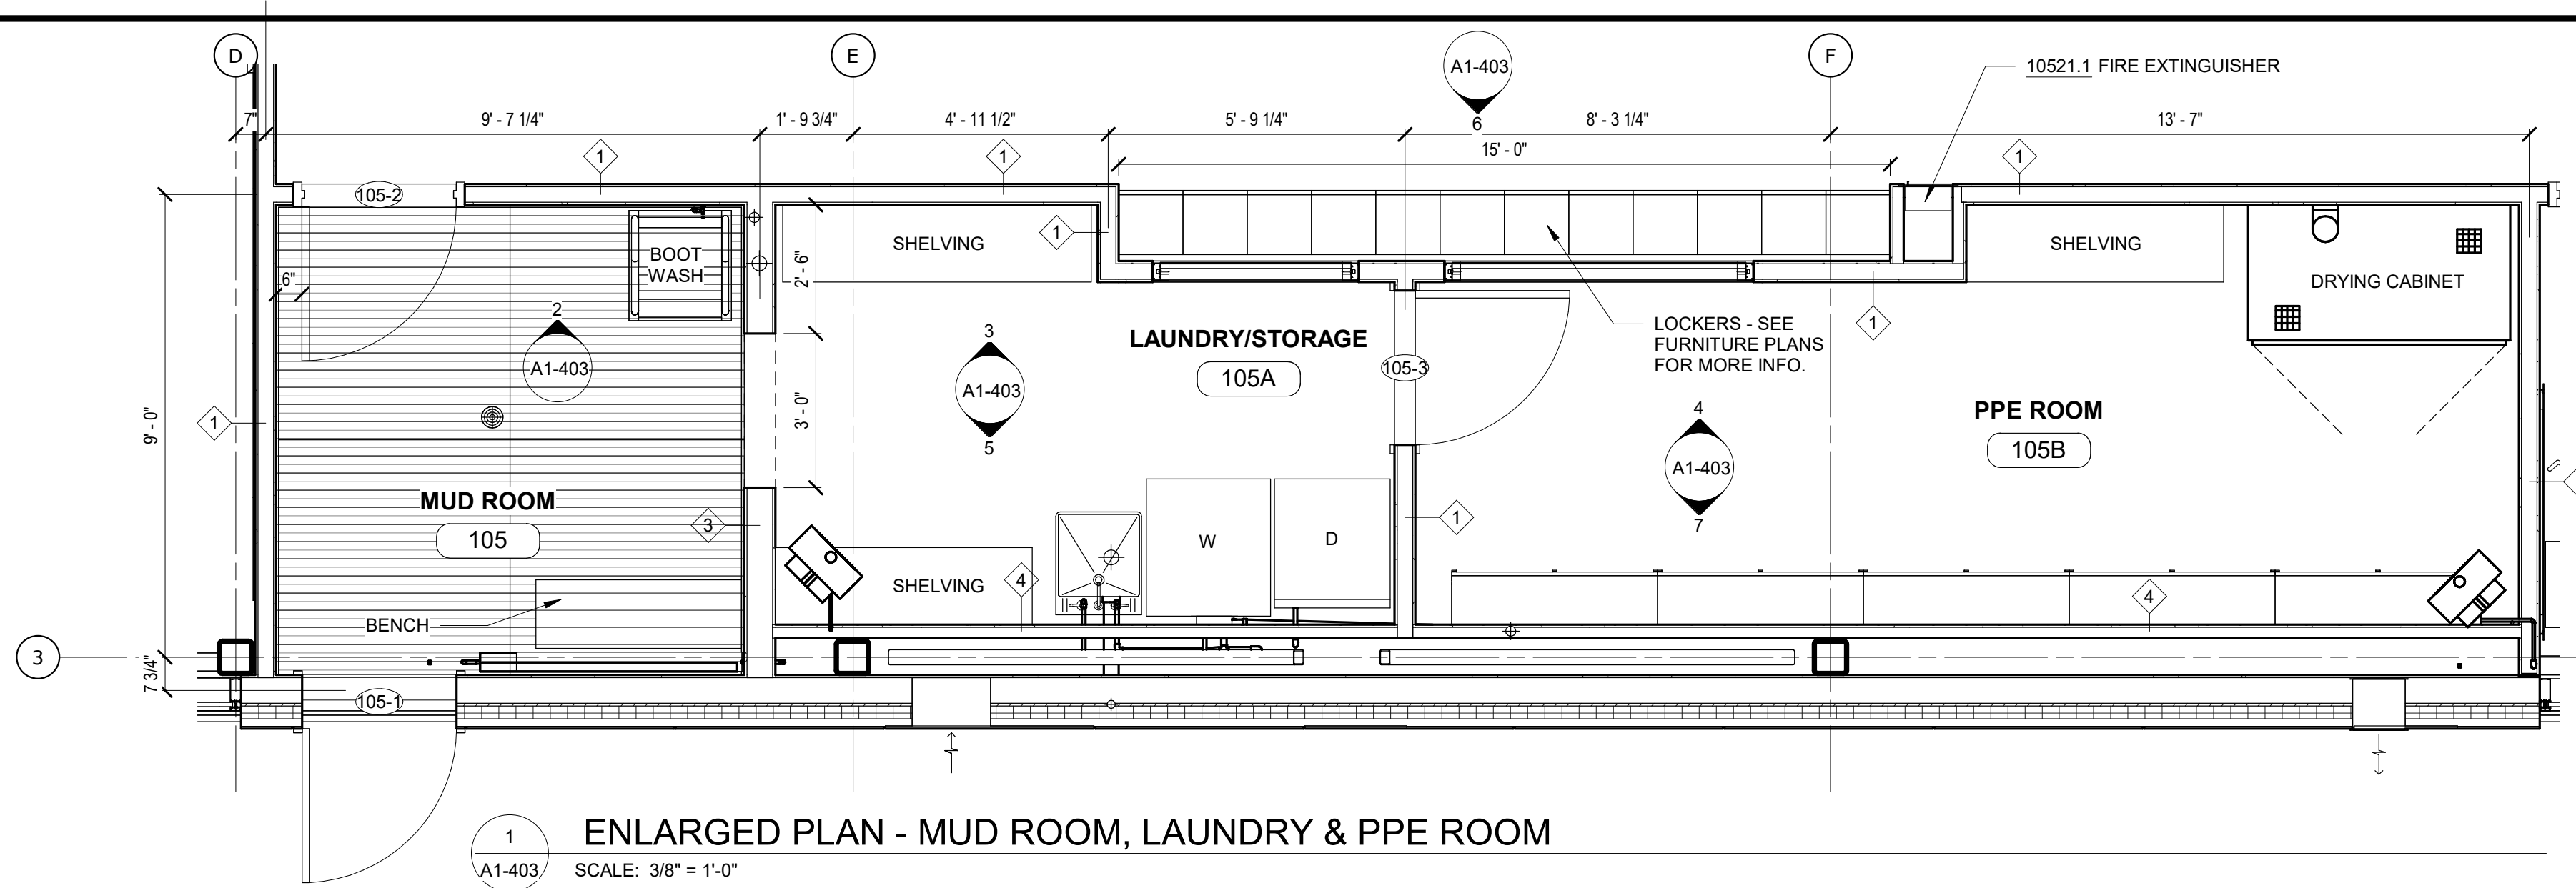 D
E
F
A1-403
6
10521.1 FIRE EXTINGUISHER
7"
9' - 7 1/4"
1' - 9 3/4"
4' - 11 1/2"
5' - 9 1/4"
8' - 3 1/4"
13' - 7"
15' - 0"
1
1
1
105-2
1
SHELVING
SHELVING
BOOT
WASH
2' - 6"
6"
DRYING CABINET
2
A1-403
3
A1-403
5
LAUNDRY/STORAGE
105A
105-3
LOCKERS - SEE
FURNITURE PLANS
FOR MORE INFO.
1
9' - 0"
1
3' - 0"
4
A1-403
7
PPE ROOM
105B
MUD ROOM
105
3
1
W
D
SHELVING
4
4
BENCH
3
7 3/4"
105-1
1
A1-403
ENLARGED PLAN - MUD ROOM, LAUNDRY & PPE ROOM
SCALE: 3/8" = 1'-0"